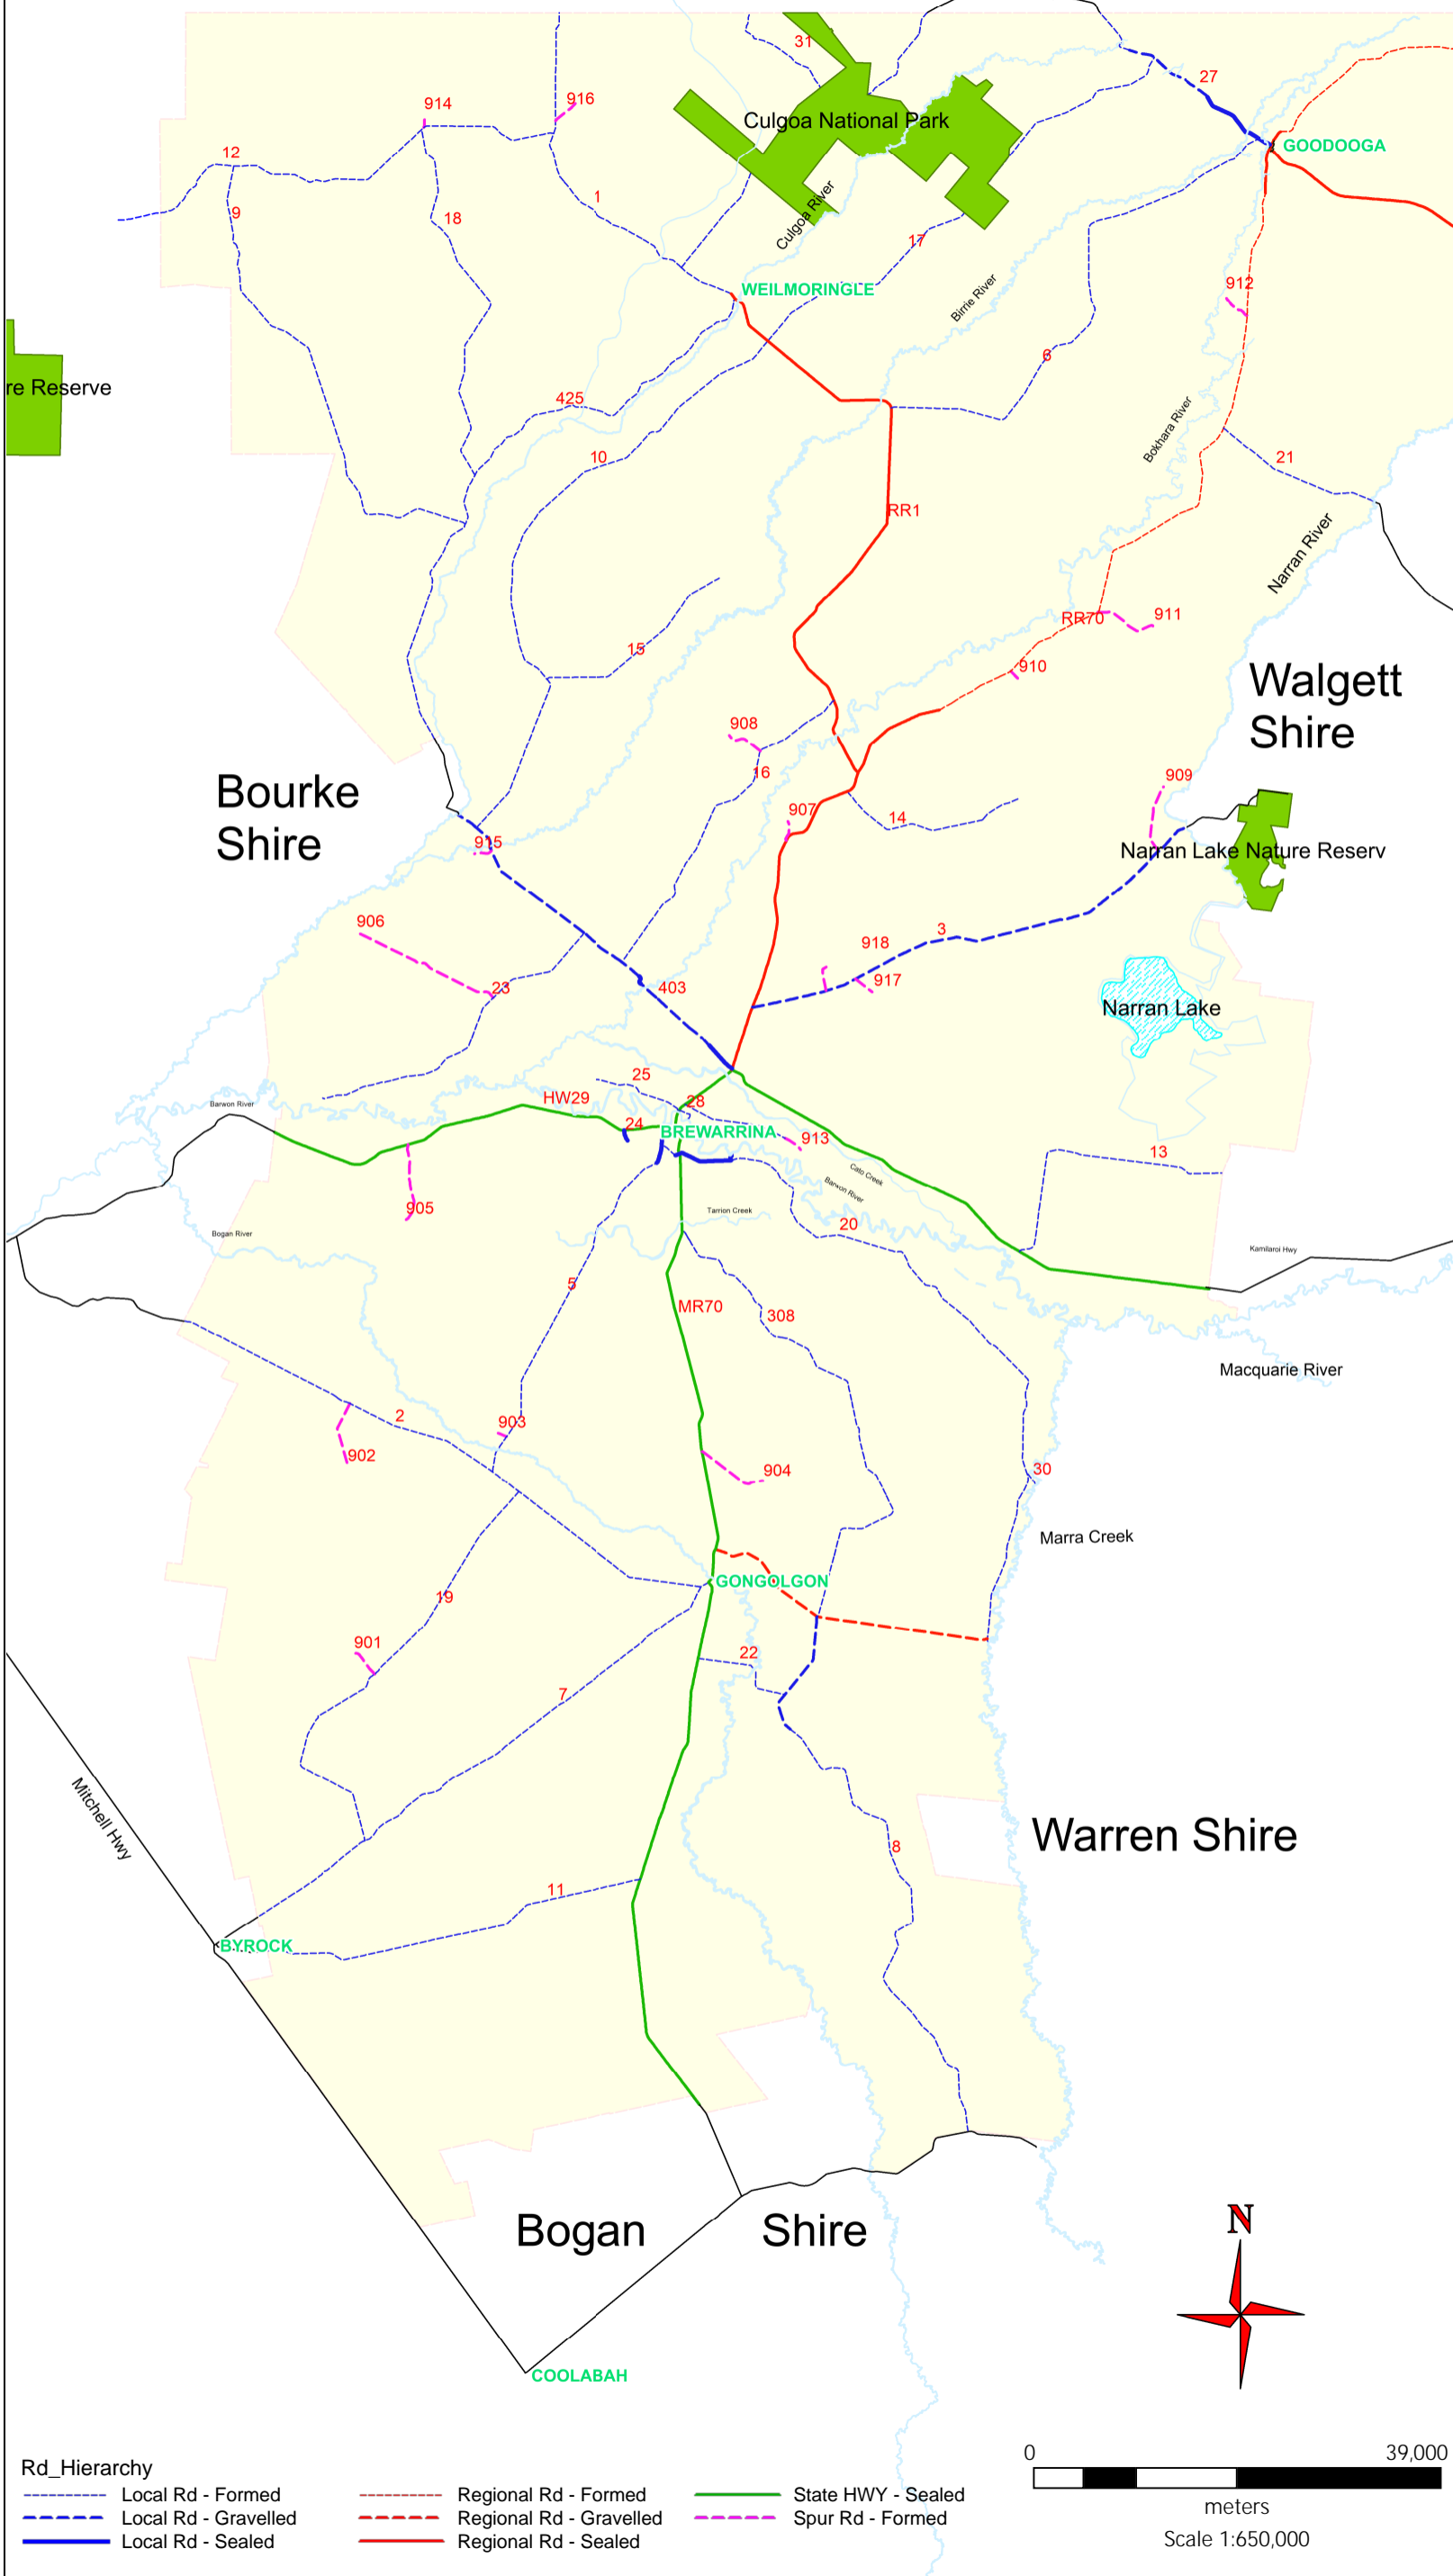 31
27
914
916
Culgoa National Park
GOODOOGA
12
9
18
1
Culgoa River
17
WEILMORINGLE
Birrie River
912
6
re Reserve
425
10
Bokhara River
21
RR1
Narran River
RR70
911
15
910
Walgett
Shire
908
16
Bourke
Shire
909
907
14
915
Narran Lake Nature Reserv
906
918
3
917
23
403
Narran Lake
25
HW29
28
Barwon River
24
BREWARRINA
913
13
Cato Creek
Barwon River
905
Tarrion Creek
20
Bogan River
Kamilaroi Hwy
5
MR70
308
Macquarie River
2
903
902
904
30
Marra Creek
GONGOLGON
19
901
22
7
Mitchell Hwy
Warren Shire
8
11
BYROCK
Bogan Shire
N
COOLABAH
Rd_Hierarchy
Local Rd - Formed
Local Rd - Gravelled
Local Rd - Sealed
Regional Rd - Formed
Regional Rd - Gravelled
Regional Rd - Sealed
State HWY - Sealed
Spur Rd - Formed
0 39,000
meters
Scale 1:650,000